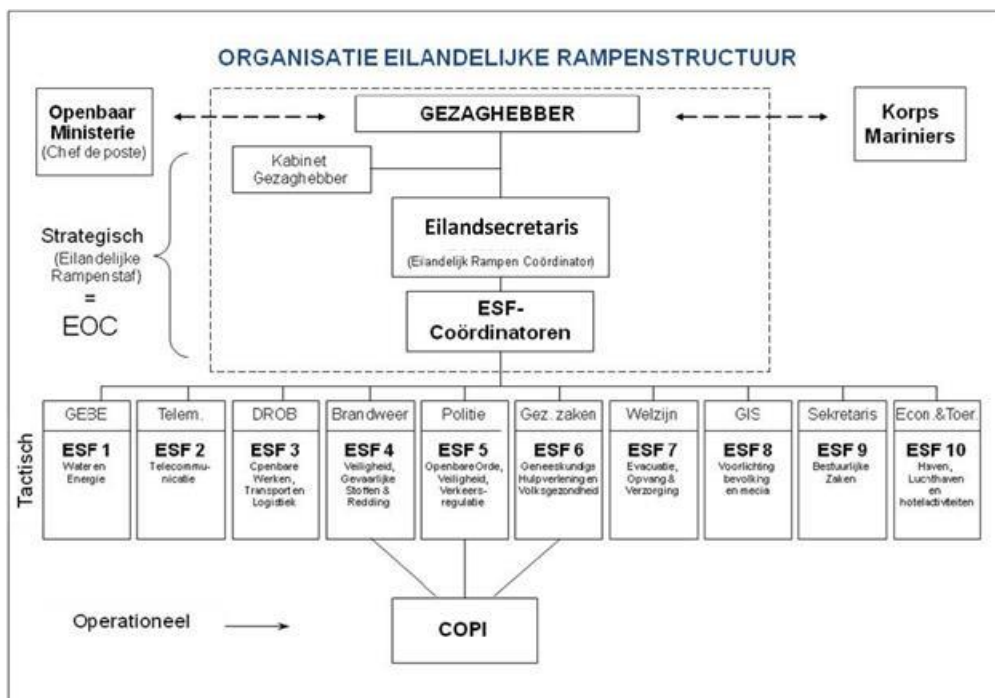 ORGANISATIE EILANDELIJKE RAMPENSTRUCTUUR
Openbaar
Ministerie
(Chef de poste)
GEZAGHEBBER
Korps
Mariniers
Kabinet
Gezaghebber
Strategisch
(Eilandelijke
Rampenstaf)
=
EOC
Eilandsecretaris
(Eilandelijk Rampen Coördinator)
ESF-
Coördinatoren
Tactisch
GEBE
ESF 1
Water en
Energie
Telem.
ESF 2
Telecommu-
nicatie
DROB
ESF 3
Openbare
Werken,
Transport en
Logistiek
Brandweer
ESF 4
Veiligheid,
Gevaarlijke
Stoffen &
Redding
Politie
ESF 5
Openbare Orde,
Veiligheid,
Verkeers-
regulatie
Gez. zaken
ESF 6
Geneeskundige
Hulpverlening en
Volksgezondheid
Welzijn
ESF 7
Evacuatie,
Opvang &
Verzorging
GIS
ESF 8
Voorlichting
bevolking
en media
Sekretaris
ESF 9
Bestuurlijke
Zaken
Econ.&Toer.
ESF 10
Haven,
Luchthaven
en
hotelactiviteiten
Operationeel
COPI